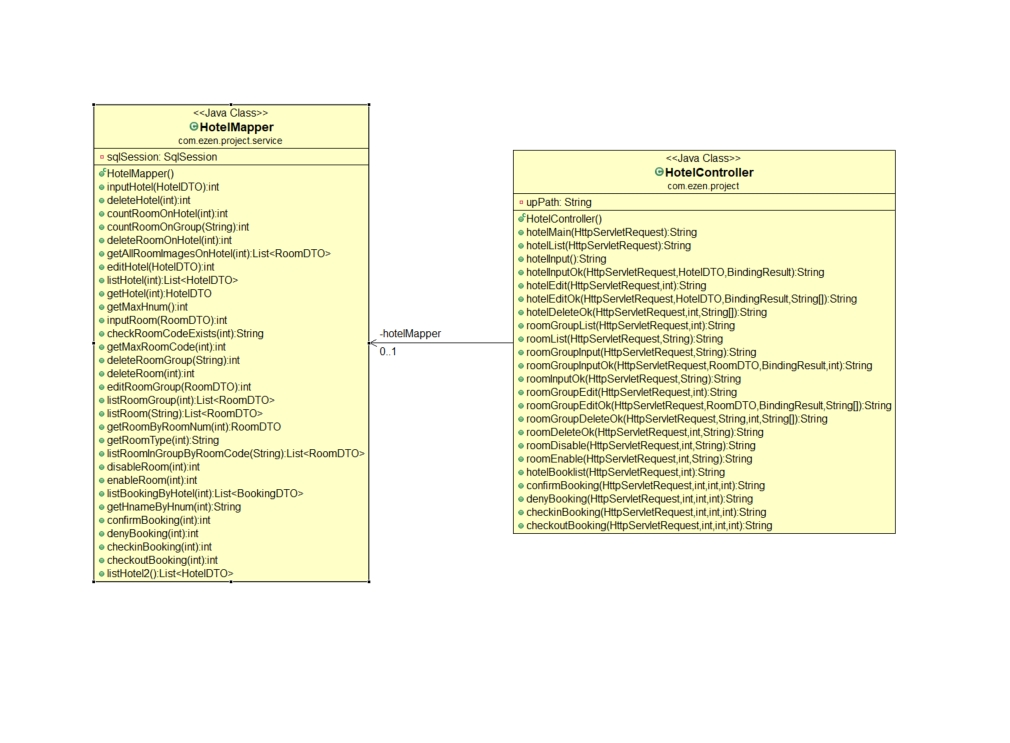 <<Java Class>>
HotelMapper
com.ezen.project.service
sqlSession: SqlSession
HotelMapper()
inputHotel(HotelDTO):int
deleteHotel(int):int
countRoomOnHotel(int):int
countRoomOnGroup(String):int
deleteRoomOnHotel(int):int
getAllRoomImagesOnHotel(int):List<RoomDTO>
editHotel(HotelDTO):int
listHotel(int):List<HotelDTO>
getHotel(int):HotelDTO
getMaxHnum():int
inputRoom(RoomDTO):int
checkRoomCodeExists(int):String
getMaxRoomCode(int):int
deleteRoomGroup(String):int
deleteRoom(int):int
editRoomGroup(RoomDTO):int
listRoomGroup(int):List<RoomDTO>
listRoom(String):List<RoomDTO>
getRoomByRoomNum(int):RoomDTO
getRoomType(int):String
listRoomInGroupByRoomCode(String):List<RoomDTO>
disableRoom(int):int
enableRoom(int):int
listBookingByHotel(int):List<BookingDTO>
getHnameByHnum(int):String
confirmBooking(int):int
denyBooking(int):int
checkinBooking(int):int
checkoutBooking(int):int
listHotel2():List<HotelDTO>
-hotelMapper
0..1
<<Java Class>>
HotelController
com.ezen.project
upPath: String
HotelController()
hotelMain(HttpServletRequest):String
hotelList(HttpServletRequest):String
hotelInput():String
hotelInputOk(HttpServletRequest,HotelDTO,BindingResult):String
hotelEdit(HttpServletRequest,int):String
hotelEditOk(HttpServletRequest,HotelDTO,BindingResult,String[]):String
hotelDeleteOk(HttpServletRequest,int,String[]):String
roomGroupList(HttpServletRequest,int):String
roomList(HttpServletRequest,String):String
roomGroupInput(HttpServletRequest,String):String
roomGroupInputOk(HttpServletRequest,RoomDTO,BindingResult,int):String
roomInputOk(HttpServletRequest,String):String
roomGroupEdit(HttpServletRequest,int):String
roomGroupEditOk(HttpServletRequest,RoomDTO,BindingResult,String[]):String
roomGroupDeleteOk(HttpServletRequest,String,int,String[]):String
roomDeleteOk(HttpServletRequest,int,String):String
roomDisable(HttpServletRequest,int,String):String
roomEnable(HttpServletRequest,int,String):String
hotelBooklist(HttpServletRequest,int):String
confirmBooking(HttpServletRequest,int,int,int):String
denyBooking(HttpServletRequest,int,int,int):String
checkinBooking(HttpServletRequest,int,int,int):String
checkoutBooking(HttpServletRequest,int,int,int):String